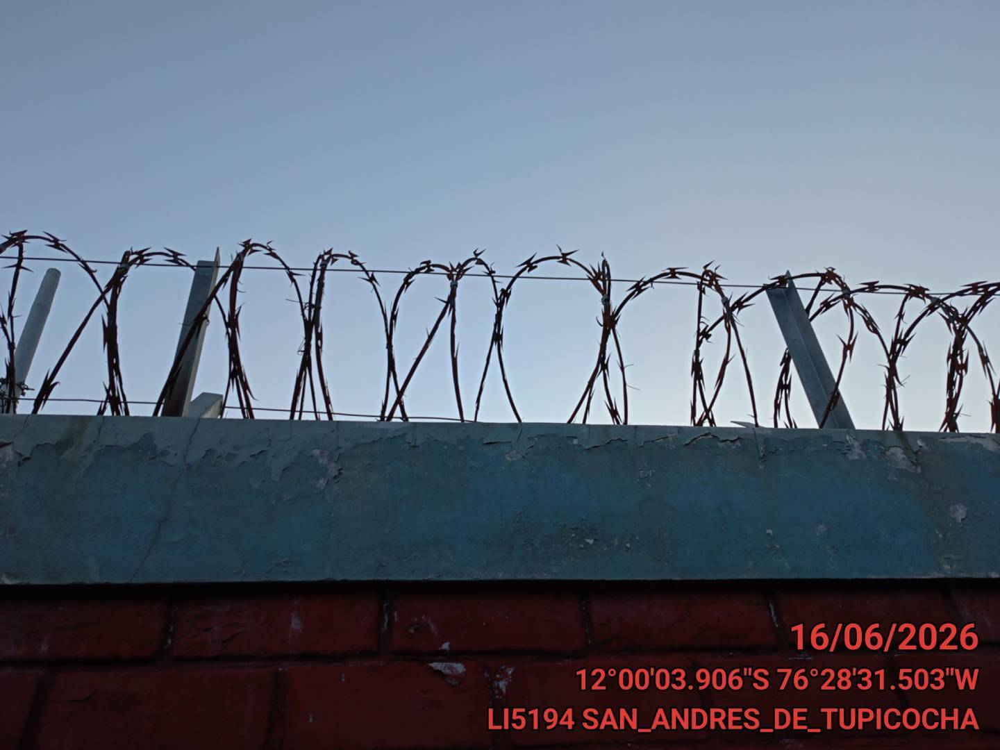 16/06/2026
12°00'03.906"S 76°28'31.503"W
LI5194 SAN_ANDRES_DE_TUPICOCHA